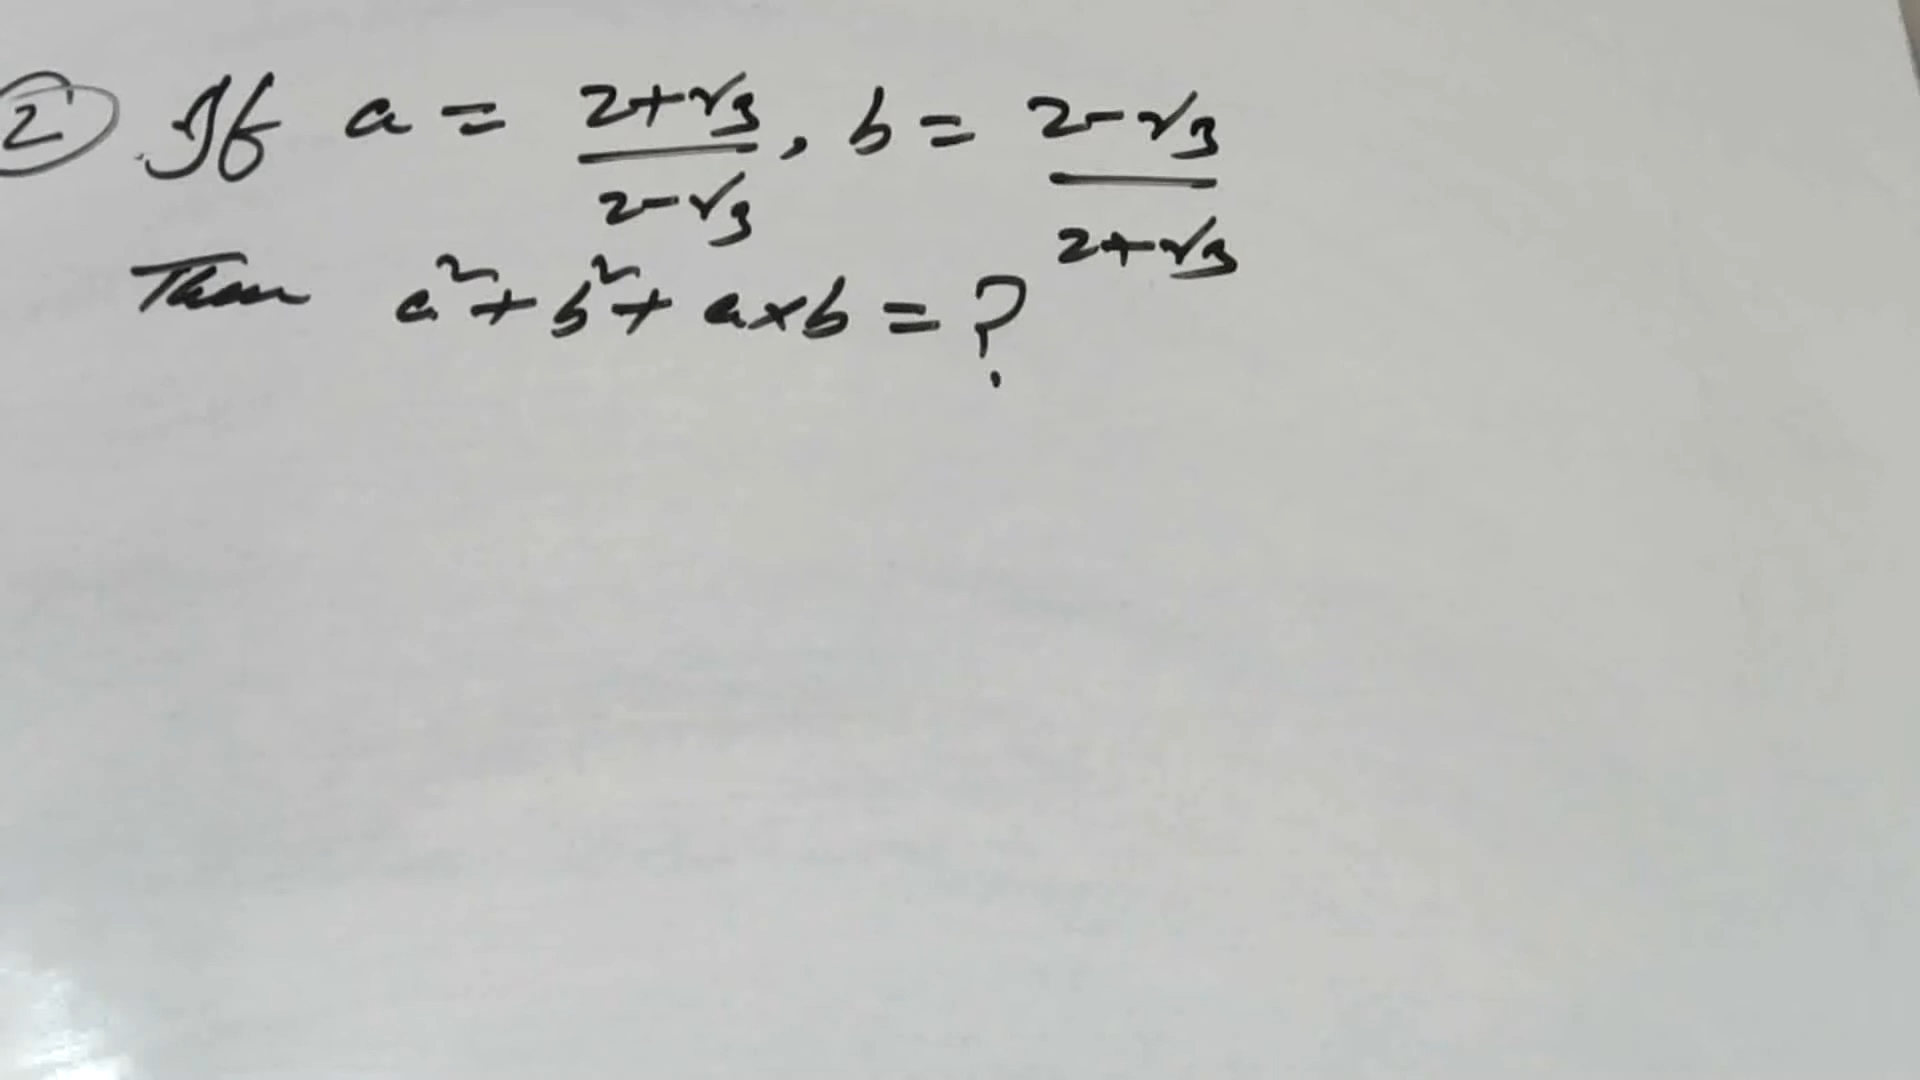 2 If a = 2+√3 / 2-√3 , b = 2-√3 / 2+√3
Then a²+b²+a×b = ?